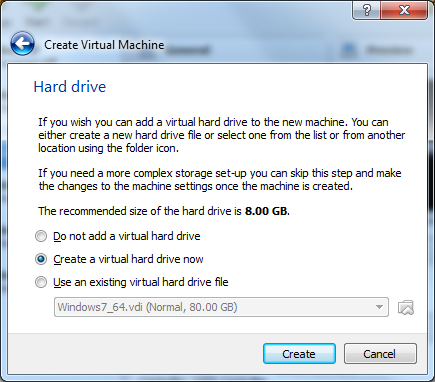 Create Virtual Machine
Hard drive
If you wish you can add a virtual hard drive to the new machine. You can
either create a new hard drive file or select one from the list or from another
location using the folder icon.
If you need a more complex storage set-up you can skip this step and make
the changes to the machine settings once the machine is created.
The recommended size of the hard drive is 8.00 GB.
Do not add a virtual hard drive
Create a virtual hard drive now
Use an existing virtual hard drive file
Windows7_64.vdi (Normal, 80.00 GB)
Create
Cancel